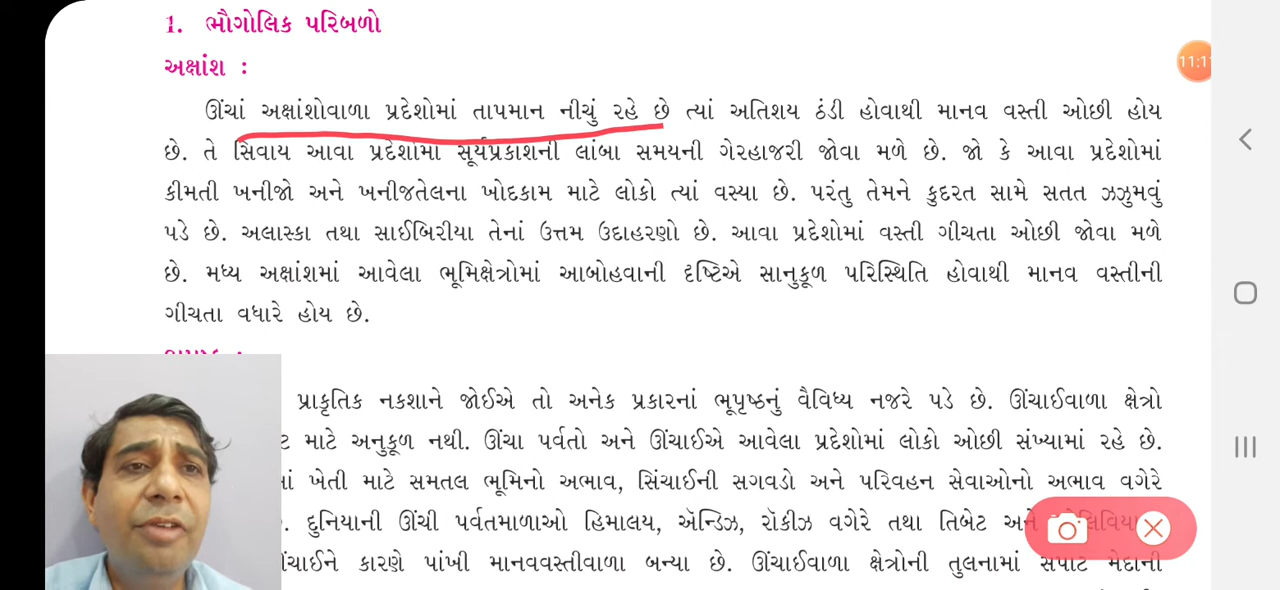 1. ભૌગોલિક પરિબળો
અક્ષાંશ :
ઊંચાં અક્ષાંશોવાળા પ્રદેશોમાં તાપમાન નીચું રહે છે ત્યાં અતિશય ઠંડી હોવાથી માનવ વસ્તી ઓછી હોય
છે. તે સિવાય આવા પ્રદેશોમાં સૂર્યપ્રકાશની લાંબા સમયની ગેરહાજરી જોવા મળે છે. જો કે આવા પ્રદેશોમાં
કીમતી ખનીજો અને ખનીજતેલના ખોદકામ માટે લોકો ત્યાં વસ્યા છે. પરંતુ તેમને કુદરત સામે સતત ઝઝુમવું
પડે છે. અલાસ્કા તથા સાઈબિરીયા તેનાં ઉત્તમ ઉદાહરણો છે. આવા પ્રદેશોમાં વસ્તી ગીચતા ઓછી જોવા મળે
છે. મધ્ય અક્ષાંશમાં આવેલા ભૂમિક્ષેત્રોમાં આબોહવાની દૃષ્ટિએ સાનુકૂળ પરિસ્થિતિ હોવાથી માનવ વસ્તીની
ગીચતા વધારે હોય છે.
પ્રાકૃતિક નકશાને જોઈએ તો અનેક પ્રકારનાં ભૂપૃષ્ઠનું વૈવિધ્ય નજરે પડે છે. ઊંચાઈવાળા ક્ષેત્રો
માટે અનુકૂળ નથી. ઊંચા પર્વતો અને ઊંચાઈએ આવેલા પ્રદેશોમાં લોકો ઓછી સંખ્યામાં રહે છે.
ખેતી માટે સમતલ ભૂમિનો અભાવ, સિંચાઈની સગવડો અને પરિવહન સેવાઓનો અભાવ વગેરે
દુનિયાની ઊંચી પર્વતમાળાઓ હિમાલય, ઍન્ડિઝ, રૉકીઝ વગેરે તથા તિબેટ અને
કારણે પાંખી માનવવસ્તીવાળા બન્યા છે. ઊંચાઈવાળા ક્ષેત્રોની તુલનામાં સપાટ મેદાની